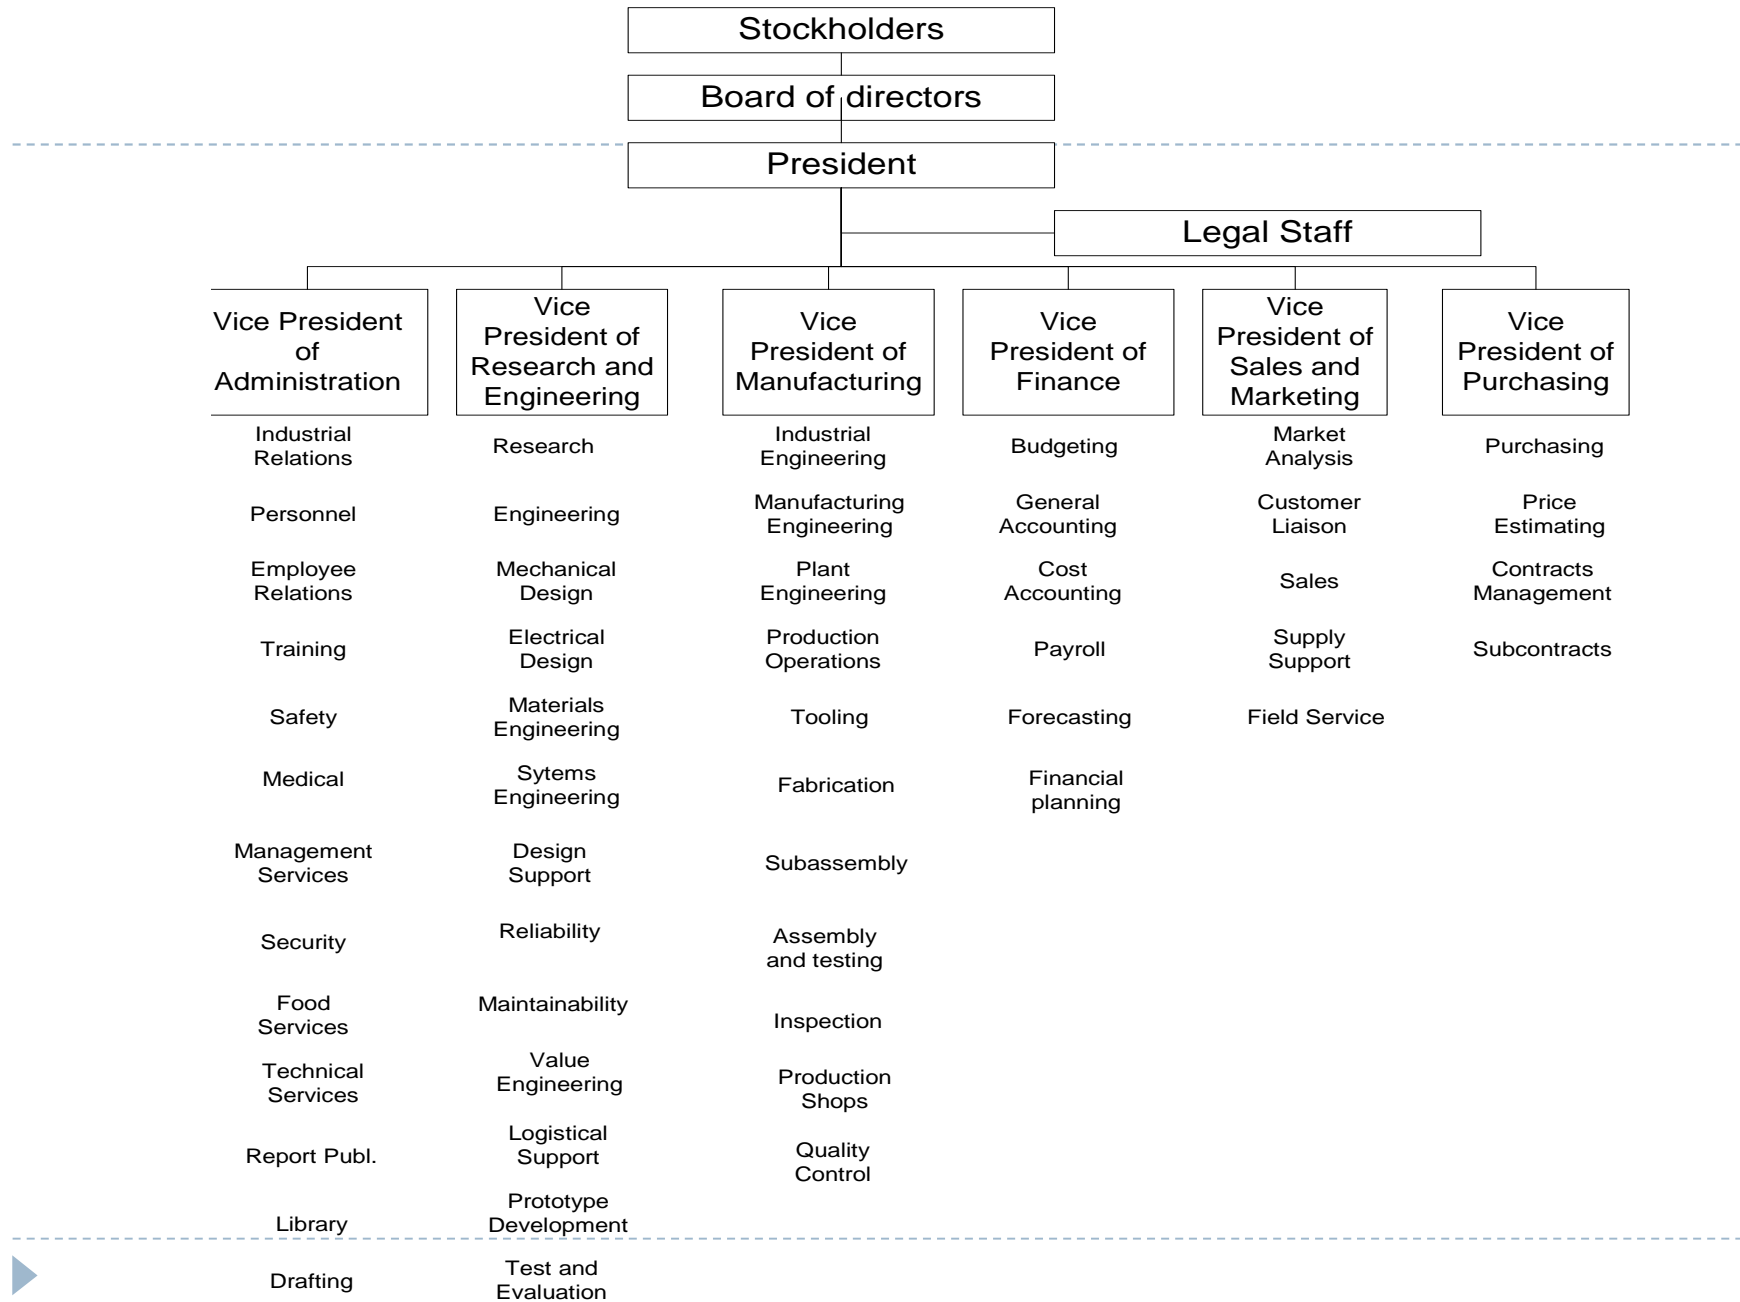 Stockholders
Board of directors
President
Legal Staff
Vice President
of
Administration
Vice
President of
Research and
Engineering
Vice
President of
Manufacturing
Vice
President of
Finance
Vice
President of
Sales and
Marketing
Vice
President of
Purchasing
Industrial
Relations
Personnel
Employee
Relations
Training
Safety
Medical
Management
Services
Security
Food
Services
Technical
Services
Report Publ.
Library
Drafting
Research
Engineering
Mechanical
Design
Electrical
Design
Materials
Engineering
Sytems
Engineering
Design
Support
Reliability
Maintainability
Value
Engineering
Logistical
Support
Prototype
Development
Test and
Evaluation
Industrial
Engineering
Manufacturing
Engineering
Plant
Engineering
Production
Operations
Tooling
Fabrication
Subassembly
Assembly
and testing
Inspection
Production
Shops
Quality
Control
Budgeting
General
Accounting
Cost
Accounting
Payroll
Forecasting
Financial
planning
Market
Analysis
Customer
Liaison
Sales
Supply
Support
Field Service
Purchasing
Price
Estimating
Contracts
Management
Subcontracts